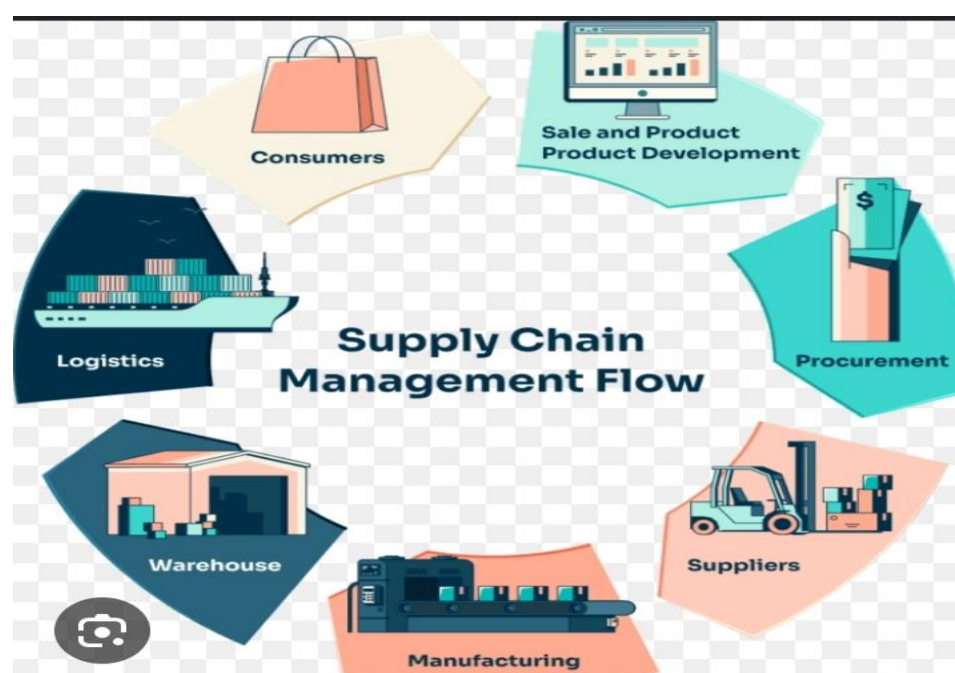 Consumers
Sale and Product
Product Development
$
Logistics
Supply Chain
Management Flow
Procurement
Warehouse
Suppliers
Manufacturing